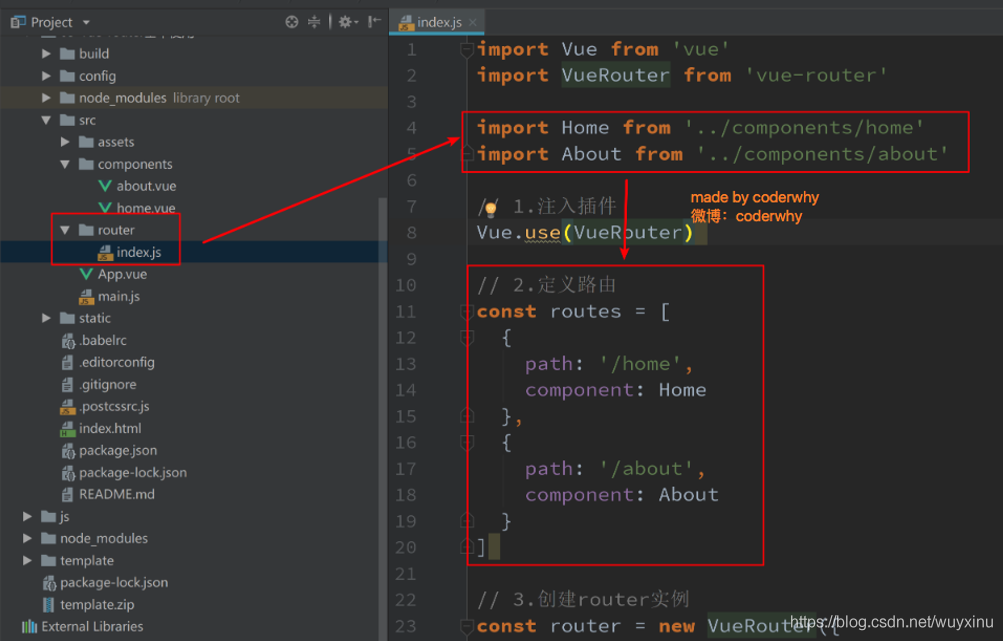 Project
build
config
node_modules library root
src
assets
components
about.vue
home.vue
router
index.js
App.vue
main.js
static
.babelrc
.editorconfig
.gitignore
.postcssrc.js
index.html
package.json
package-lock.json
README.md
js
node_modules
template
package-lock.json
template.zip
External Libraries
index.js
1 import Vue from 'vue'
2 import VueRouter from 'vue-router'
3
4 import Home from '../components/home'
5 import About from '../components/about'
6
7 // 1.注入插件
8 Vue.use(VueRouter)
9
made by coderwhy
微博：coderwhy
10 // 2.定义路由
11 const routes = [
12 {
13 path: '/home',
14 component: Home
15 },
16 {
17 path: '/about',
18 component: About
19 }
20 ]
21
22 // 3.创建router实例
23 const router = new VueRouter({
https://blog.csdn.net/wuyxinu